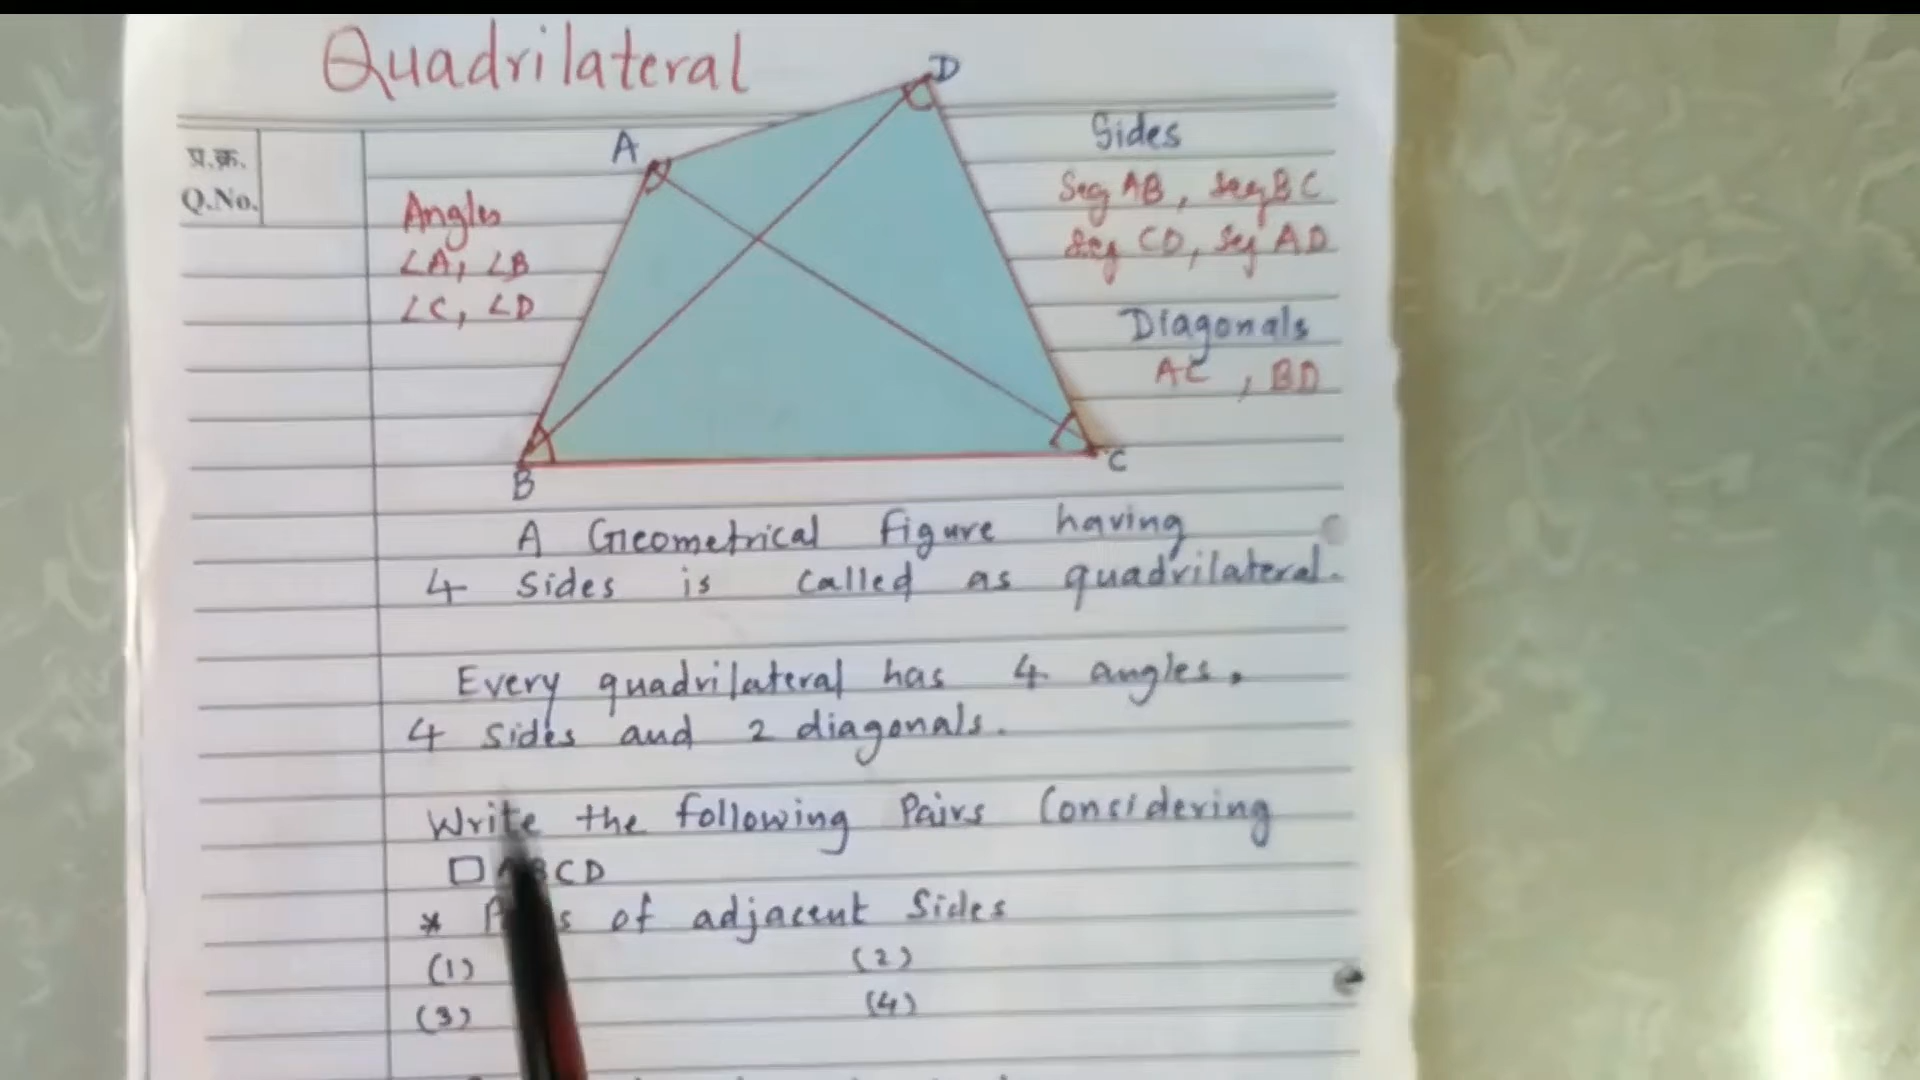 Quadrilateral
प्र.क्र.
Q.No.
Angles
∠A, ∠B
∠C, ∠D
A
D
B
C
Sides
Seg AB, seg BC
seg CD, seg AD
Diagonals
AC, BD
A Geometrical figure having
4 sides is called as quadrilateral.
Every quadrilateral has 4 angles,
4 sides and 2 diagonals.
Write the following Pairs Considering
□ ABCD
* of adjacent Sides
(1) (2)
(3) (4)